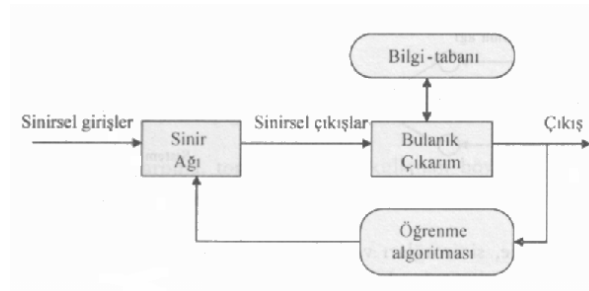 Bilgi-tabanı
Sinirsel girişler
Sinir
Ağı
Sinirsel çıkışlar
Bulanık
Çıkarım
Çıkış
Öğrenme
algoritması